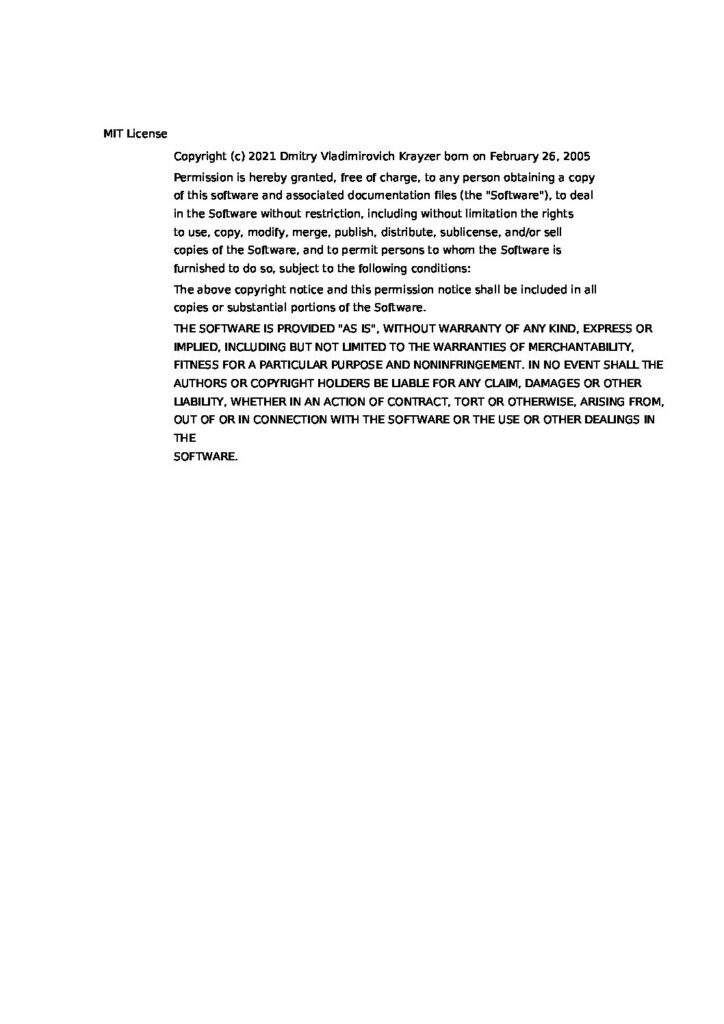 MIT License
Copyright (c) 2021 Dmitry Vladimirovich Krayzer born on February 26, 2005
Permission is hereby granted, free of charge, to any person obtaining a copy
of this software and associated documentation files (the "Software"), to deal
in the Software without restriction, including without limitation the rights
to use, copy, modify, merge, publish, distribute, sublicense, and/or sell
copies of the Software, and to permit persons to whom the Software is
furnished to do so, subject to the following conditions:
The above copyright notice and this permission notice shall be included in all
copies or substantial portions of the Software.
THE SOFTWARE IS PROVIDED "AS IS", WITHOUT WARRANTY OF ANY KIND, EXPRESS OR
IMPLIED, INCLUDING BUT NOT LIMITED TO THE WARRANTIES OF MERCHANTABILITY,
FITNESS FOR A PARTICULAR PURPOSE AND NONINFRINGEMENT. IN NO EVENT SHALL THE
AUTHORS OR COPYRIGHT HOLDERS BE LIABLE FOR ANY CLAIM, DAMAGES OR OTHER
LIABILITY, WHETHER IN AN ACTION OF CONTRACT, TORT OR OTHERWISE, ARISING FROM,
OUT OF OR IN CONNECTION WITH THE SOFTWARE OR THE USE OR OTHER DEALINGS IN
THE
SOFTWARE.